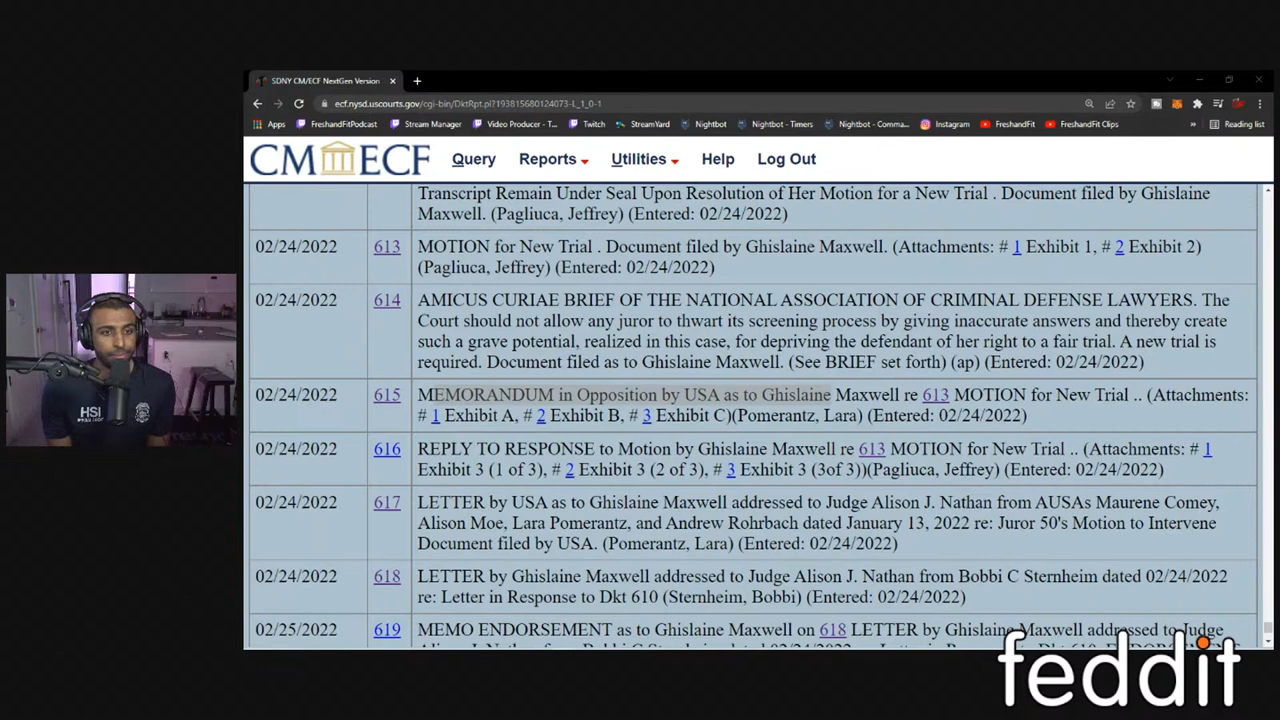 SDNY CM/ECF NextGen Version
ecf.nysd.uscourts.gov/cgi-bin/DktRpt.pl?193815680124073-L_1_0-1
Apps FreshandFitPodcast Stream Manager Video Producer - T... Twitch StreamYard Nightbot Nightbot - Timers Nightbot - Comma... Instagram FreshandFit FreshandFit Clips » Reading list
CM ECF Query Reports Utilities Help Log Out
Transcript Remain Under Seal Upon Resolution of Her Motion for a New Trial . Document filed by Ghislaine
Maxwell. (Pagliuca, Jeffrey) (Entered: 02/24/2022)
02/24/2022 613 MOTION for New Trial . Document filed by Ghislaine Maxwell. (Attachments: # 1 Exhibit 1, # 2 Exhibit 2)
(Pagliuca, Jeffrey) (Entered: 02/24/2022)
02/24/2022 614 AMICUS CURIAE BRIEF OF THE NATIONAL ASSOCIATION OF CRIMINAL DEFENSE LAWYERS. The
Court should not allow any juror to thwart its screening process by giving inaccurate answers and thereby create
such a grave potential, realized in this case, for depriving the defendant of her right to a fair trial. A new trial is
required. Document filed as to Ghislaine Maxwell. (See BRIEF set forth) (ap) (Entered: 02/24/2022)
02/24/2022 615 MEMORANDUM in Opposition by USA as to Ghislaine Maxwell re 613 MOTION for New Trial .. (Attachments:
# 1 Exhibit A, # 2 Exhibit B, # 3 Exhibit C)(Pomerantz, Lara) (Entered: 02/24/2022)
02/24/2022 616 REPLY TO RESPONSE to Motion by Ghislaine Maxwell re 613 MOTION for New Trial .. (Attachments: # 1
Exhibit 3 (1 of 3), # 2 Exhibit 3 (2 of 3), # 3 Exhibit 3 (3of 3))(Pagliuca, Jeffrey) (Entered: 02/24/2022)
02/24/2022 617 LETTER by USA as to Ghislaine Maxwell addressed to Judge Alison J. Nathan from AUSAs Maurene Comey,
Alison Moe, Lara Pomerantz, and Andrew Rohrbach dated January 13, 2022 re: Juror 50's Motion to Intervene
Document filed by USA. (Pomerantz, Lara) (Entered: 02/24/2022)
02/24/2022 618 LETTER by Ghislaine Maxwell addressed to Judge Alison J. Nathan from Bobbi C Sternheim dated 02/24/2022
re: Letter in Response to Dkt 610 (Sternheim, Bobbi) (Entered: 02/24/2022)
02/25/2022 619 MEMO ENDORSEMENT as to Ghislaine Maxwell on 618 LETTER by Ghislaine Maxwell addressed to Judge
HSI
feddit